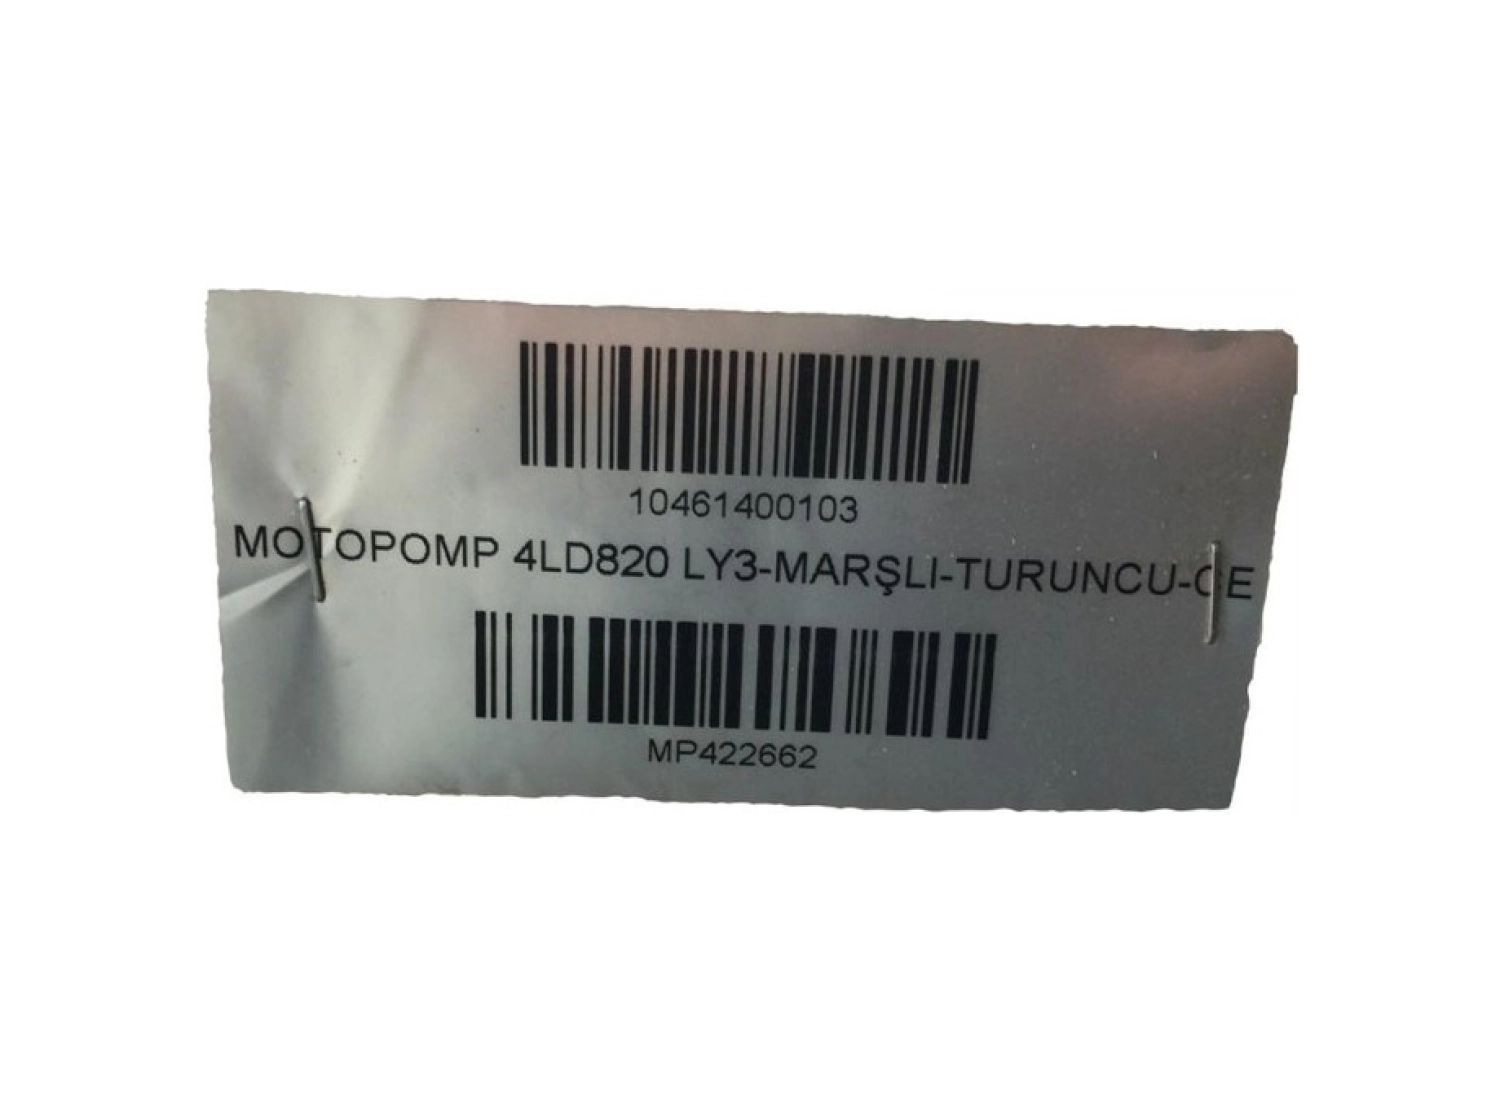 10461400103
MOTOPOMP 4LD820 LY3-MARŞLI-TURUNCU-CE
MP422662